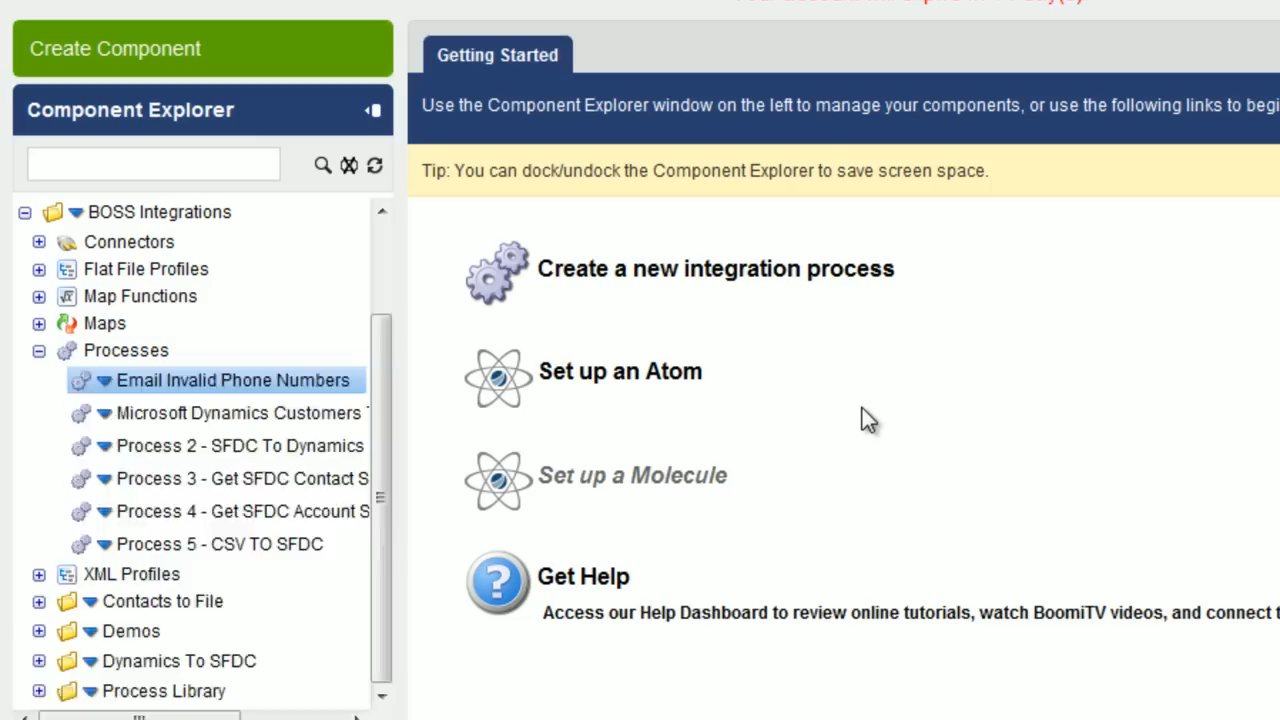 Create Component
Component Explorer
BOSS Integrations
Connectors
Flat File Profiles
Map Functions
Maps
Processes
Email Invalid Phone Numbers
Microsoft Dynamics Customers
Process 2 - SFDC To Dynamics
Process 3 - Get SFDC Contact S
Process 4 - Get SFDC Account S
Process 5 - CSV TO SFDC
XML Profiles
Contacts to File
Demos
Dynamics To SFDC
Process Library
Getting Started
Use the Component Explorer window on the left to manage your components, or use the following links to begi
Tip: You can dock/undock the Component Explorer to save screen space.
Create a new integration process
Set up an Atom
Set up a Molecule
Get Help
Access our Help Dashboard to review online tutorials, watch BoomiTV videos, and connect t